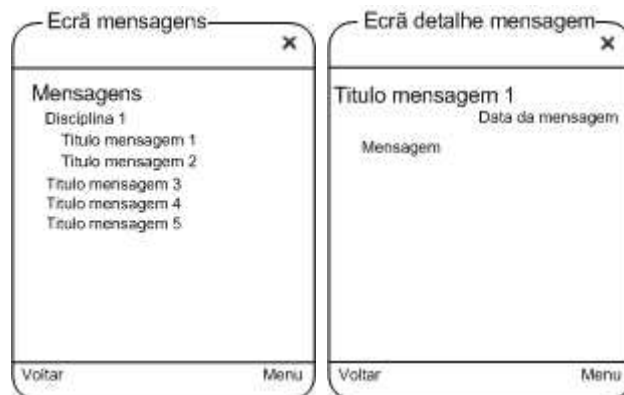 Ecrã mensagens
×
Mensagens
Disciplina 1
Titulo mensagem 1
Titulo mensagem 2
Titulo mensagem 3
Titulo mensagem 4
Titulo mensagem 5
Voltar Menu
Ecrã detalhe mensagem
×
Titulo mensagem 1
Data da mensagem
Mensagem
Voltar Menu